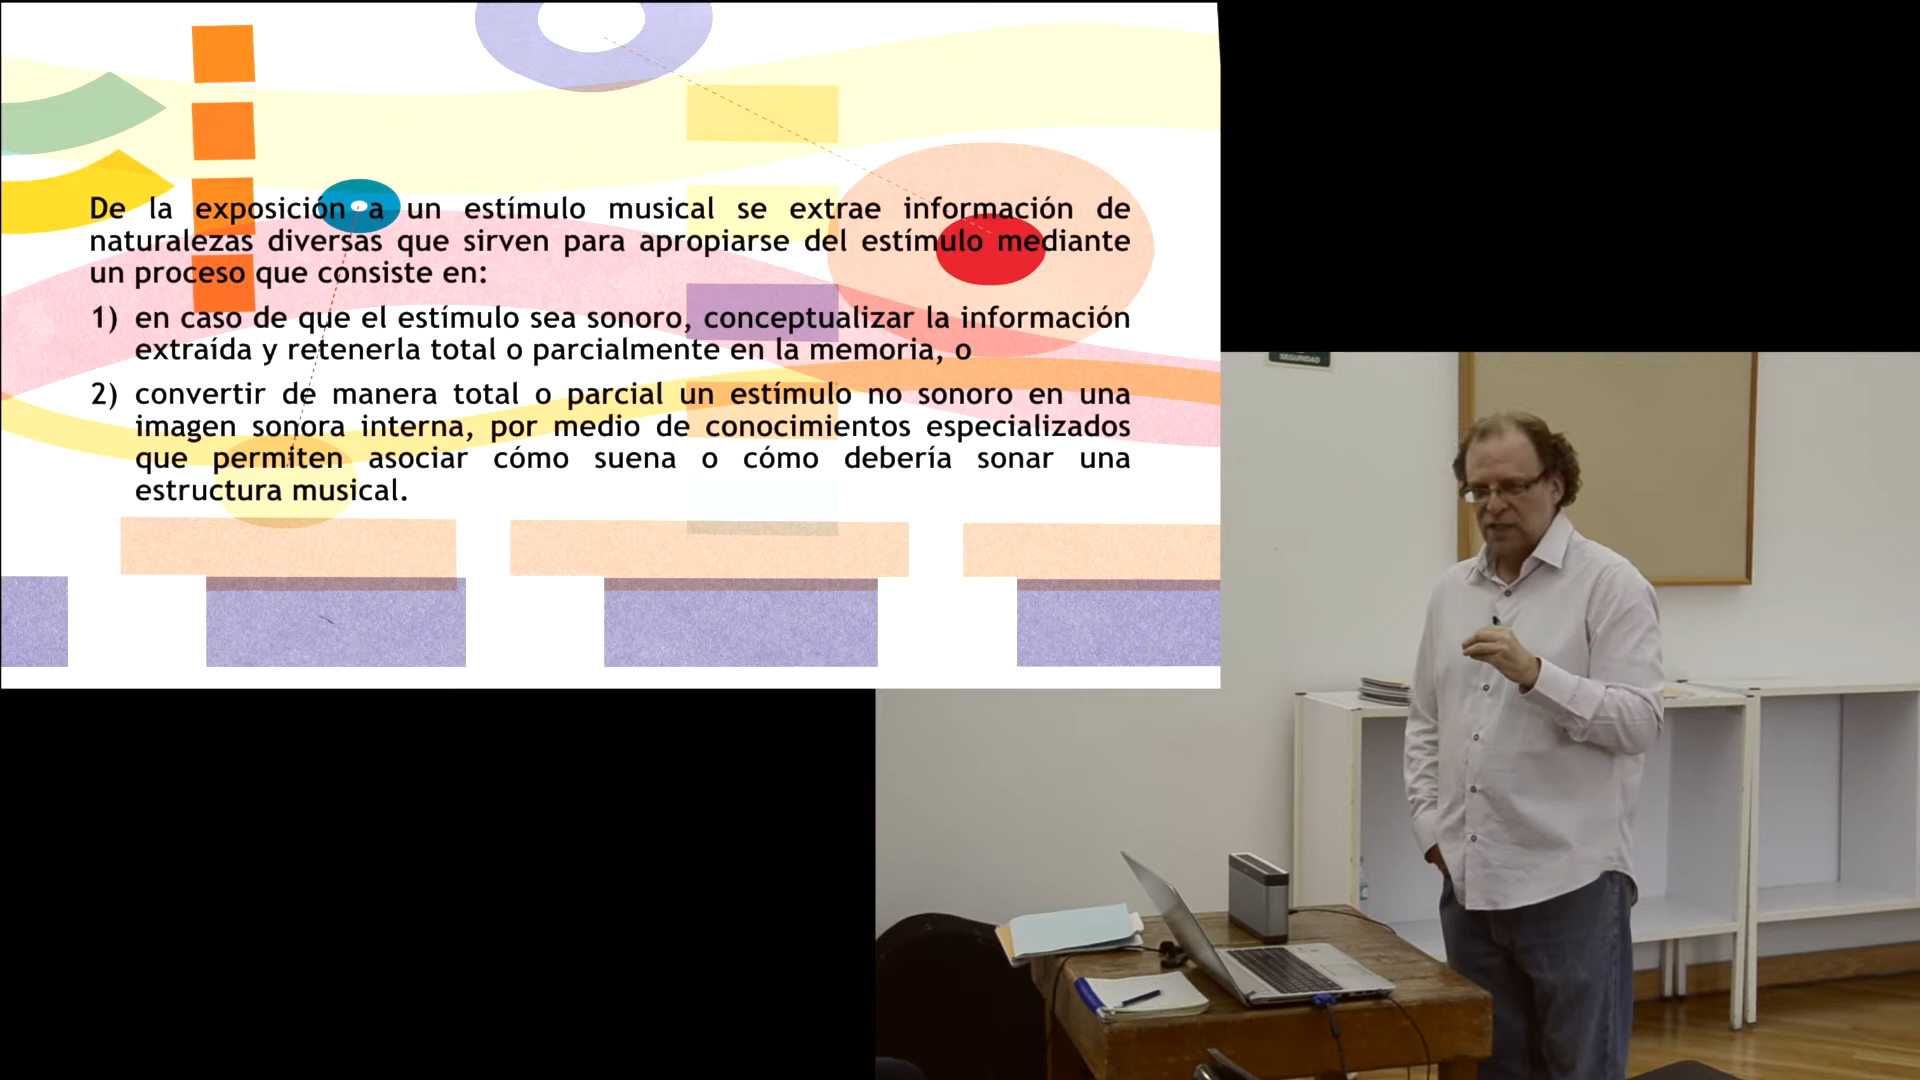 De la exposición a un estímulo musical se extrae información de
naturalezas diversas que sirven para apropiarse del estímulo mediante
un proceso que consiste en:
1) en caso de que el estímulo sea sonoro, conceptualizar la información
extraída y retenerla total o parcialmente en la memoria, o
2) convertir de manera total o parcial un estímulo no sonoro en una
imagen sonora interna, por medio de conocimientos especializados
que permiten asociar cómo suena o cómo debería sonar una
estructura musical.
SEGURIDAD